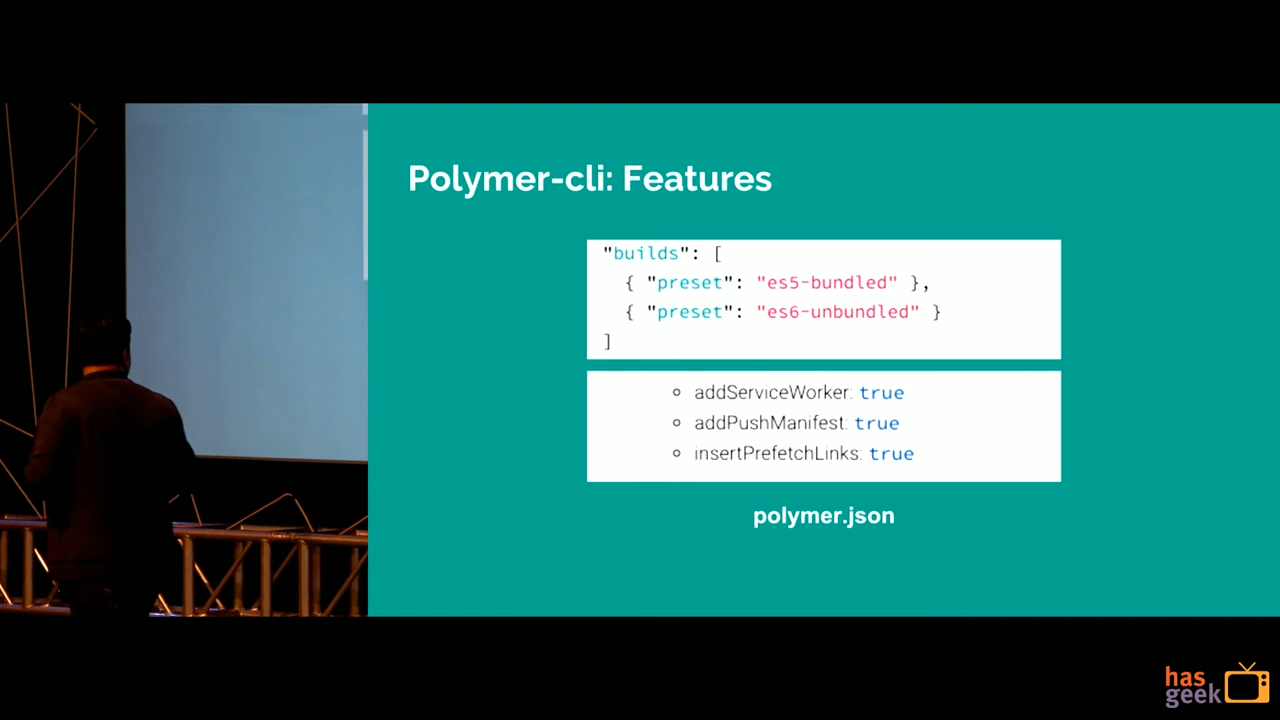 Polymer-cli: Features
"builds": [
{ "preset": "es5-bundled" },
{ "preset": "es6-unbundled" }
]
addServiceWorker: true
addPushManifest: true
insertPrefetchLinks: true
polymer.json
has
geek